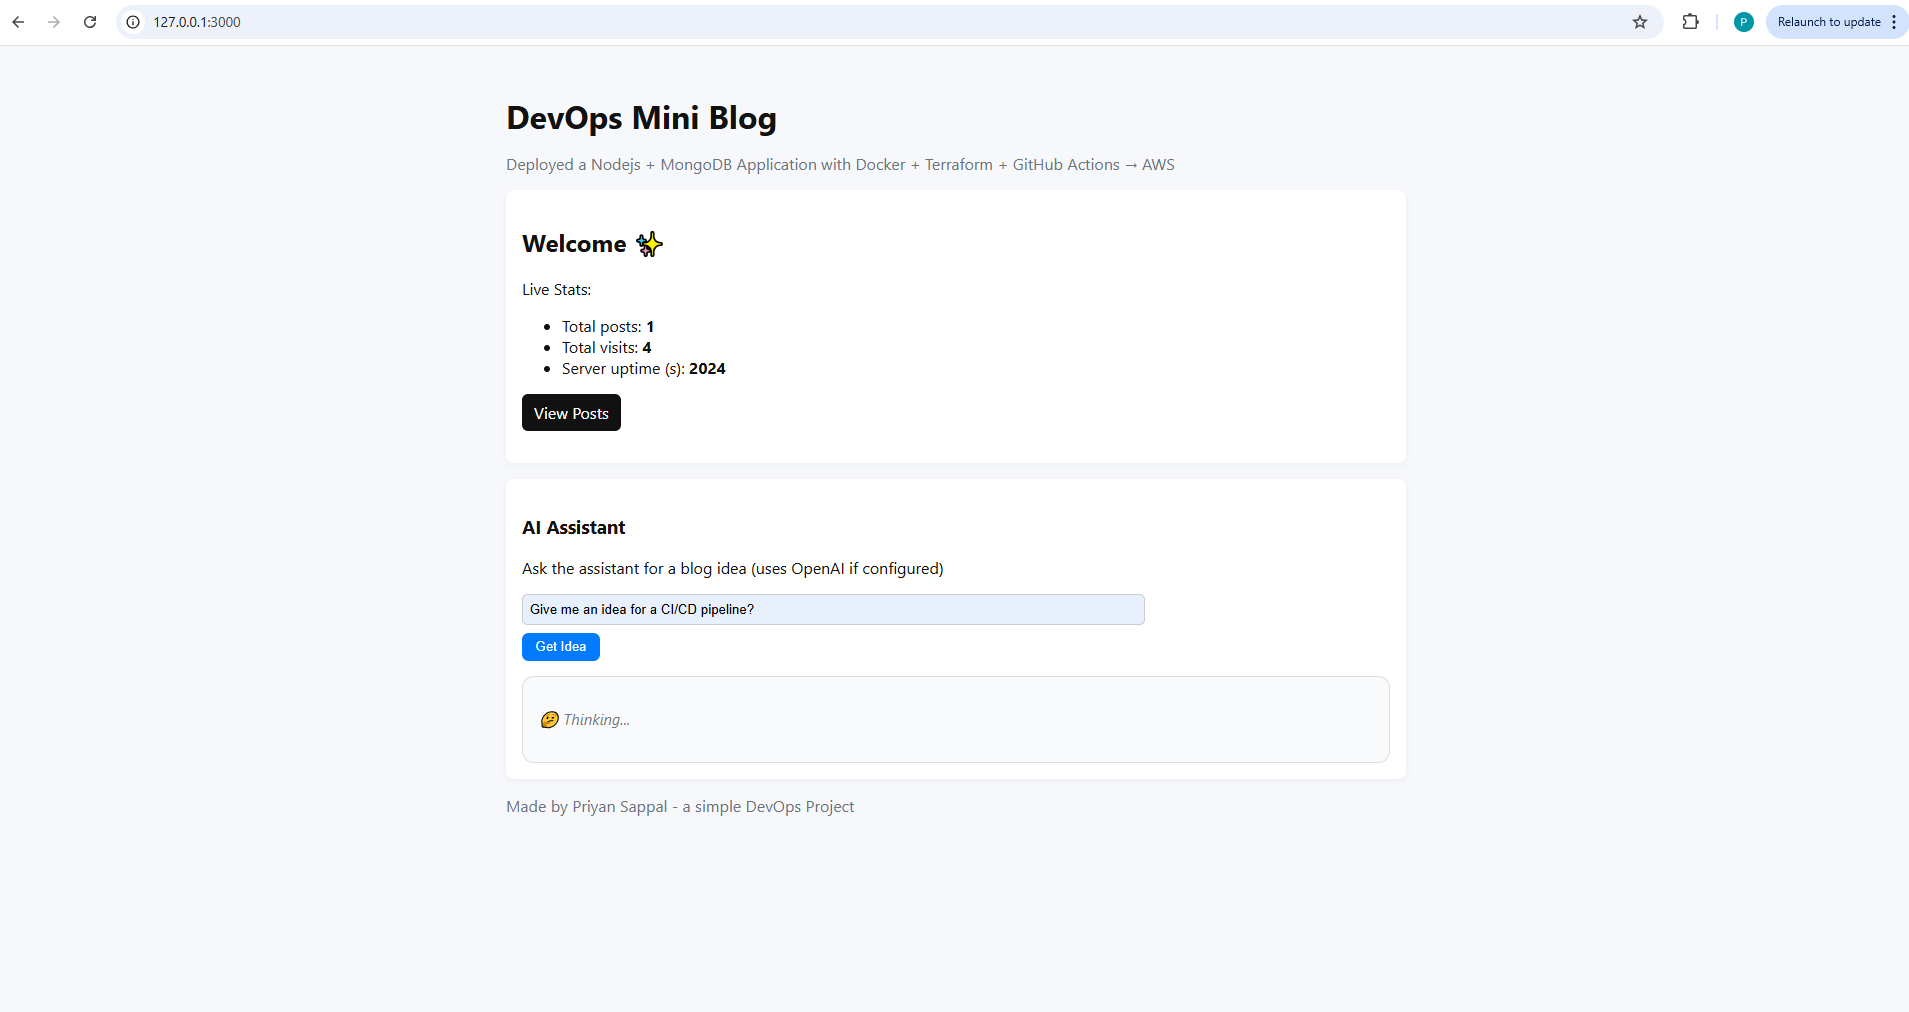 127.0.0.1:3000
P
Relaunch to update
DevOps Mini Blog
Deployed a Nodejs + MongoDB Application with Docker + Terraform + GitHub Actions → AWS
Welcome ✨
Live Stats:
• Total posts: 1
• Total visits: 4
• Server uptime (s): 2024
View Posts
AI Assistant
Ask the assistant for a blog idea (uses OpenAI if configured)
Give me an idea for a CI/CD pipeline?
Get Idea
🤔 Thinking...
Made by Priyan Sappal - a simple DevOps Project